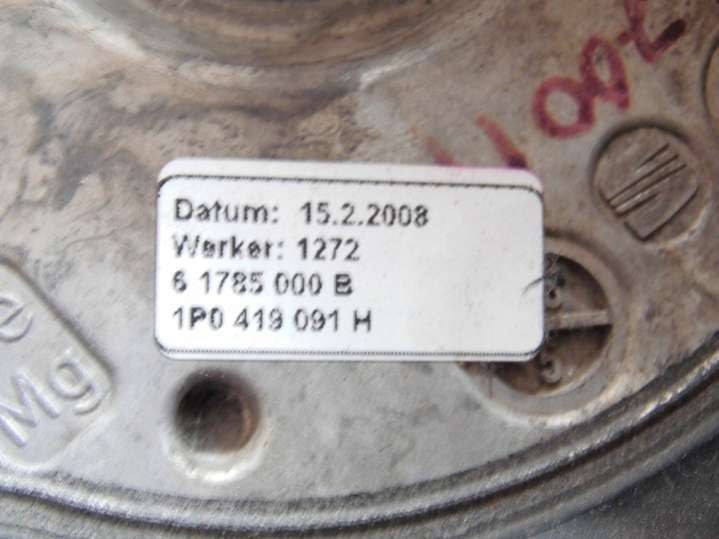 Datum: 15.2.2008
Werker: 1272
6 1785 000 B
1P0 419 091 H
Mg